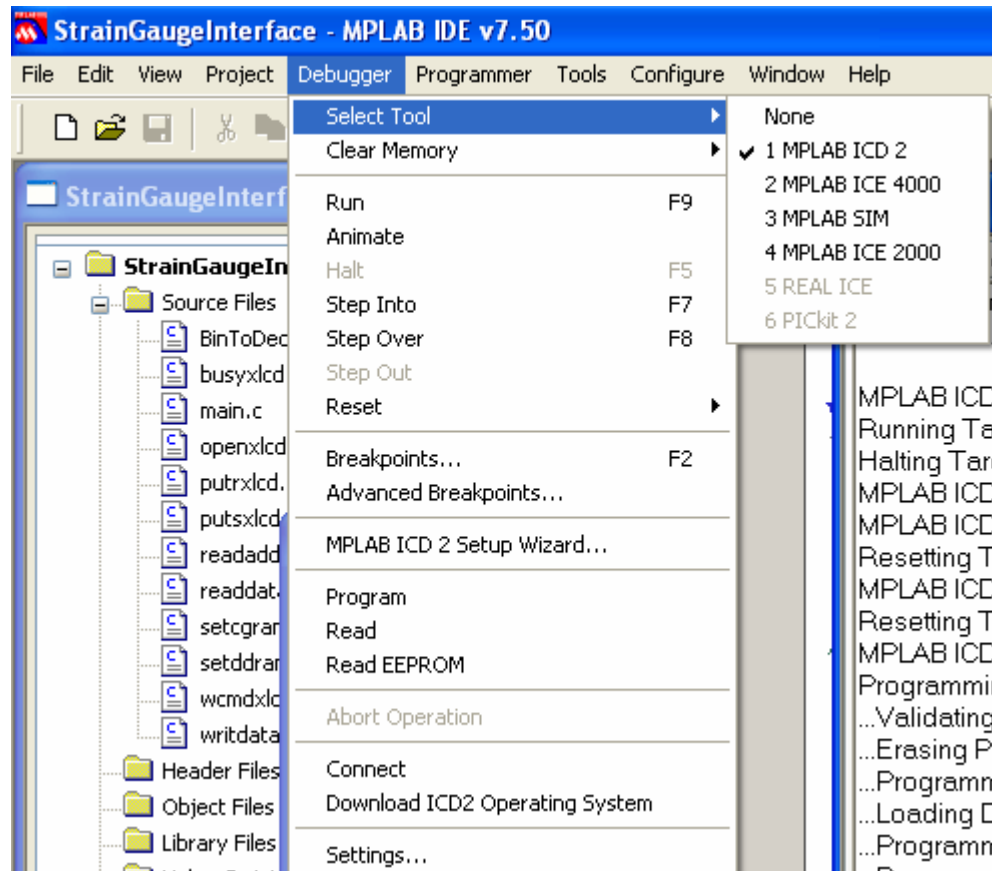 StrainGaugeInterface - MPLAB IDE v7.50
File Edit View Project Debugger Programmer Tools Configure Window Help
Select Tool
Clear Memory
Run F9
Animate
Halt F5
Step Into F7
Step Over F8
Step Out
Reset
Breakpoints... F2
Advanced Breakpoints...
MPLAB ICD 2 Setup Wizard...
Program
Read
Read EEPROM
Abort Operation
Connect
Download ICD2 Operating System
Settings...
None
1 MPLAB ICD 2
2 MPLAB ICE 4000
3 MPLAB SIM
4 MPLAB ICE 2000
5 REAL ICE
6 PICkit 2
StrainGaugeInterf
StrainGaugeIn
Source Files
BinToDec
busyxlcd
main.c
openxlcd
putrxlcd.
putsxlcd
readadd
readdat
setcgrar
setddrar
wcmdxlc
writdata
Header Files
Object Files
Library Files
MPLAB ICD
Running Ta
Halting Tar
MPLAB ICD
MPLAB ICD
Resetting T
MPLAB ICD
Resetting T
MPLAB ICD
Programmi
...Validating
...Erasing P
...Programm
...Loading D
...Programm